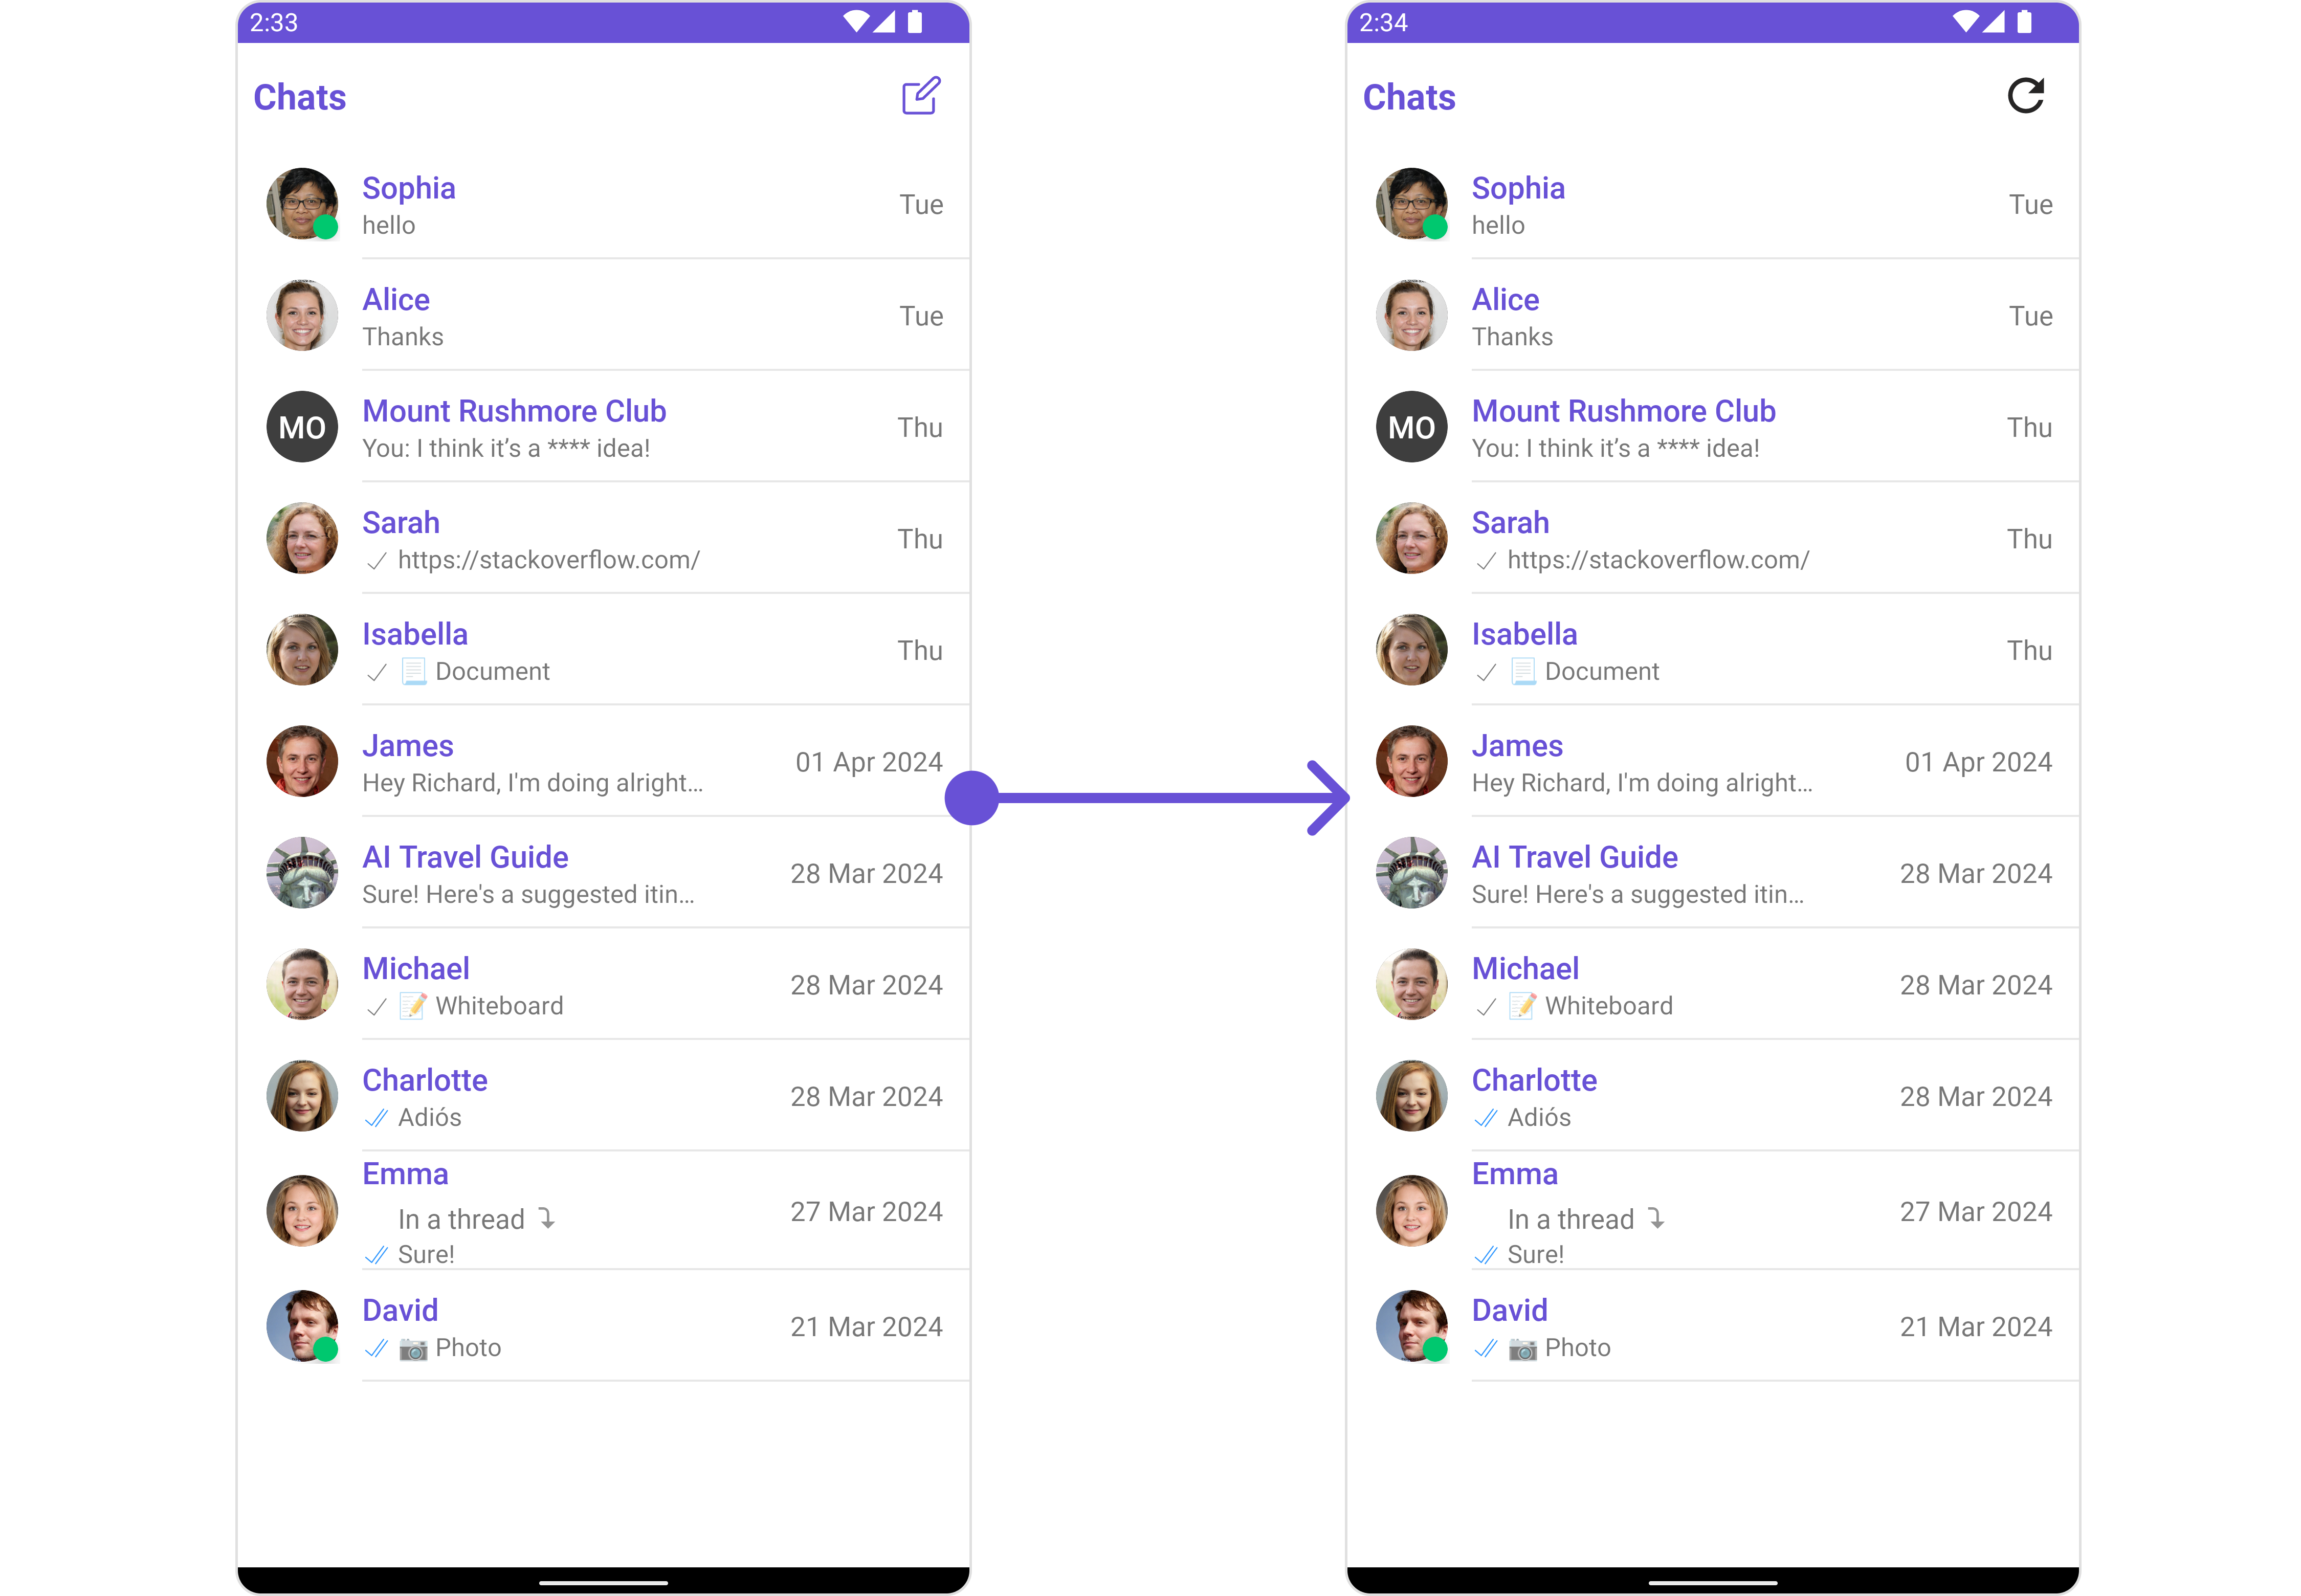 2:33
Chats
Sophia
hello
Tue
Alice
Thanks
Tue
MO
Mount Rushmore Club
You: I think it’s a **** idea!
Thu
Sarah
https://stackoverflow.com/
Thu
Isabella
Document
Thu
James
Hey Richard, I'm doing alright...
01 Apr 2024
AI Travel Guide
Sure! Here's a suggested itin...
28 Mar 2024
Michael
Whiteboard
28 Mar 2024
Charlotte
Adiós
28 Mar 2024
Emma
In a thread ⤵
Sure!
27 Mar 2024
David
Photo
21 Mar 2024
2:34
Chats
Sophia
hello
Tue
Alice
Thanks
Tue
MO
Mount Rushmore Club
You: I think it’s a **** idea!
Thu
Sarah
https://stackoverflow.com/
Thu
Isabella
Document
Thu
James
Hey Richard, I'm doing alright...
01 Apr 2024
AI Travel Guide
Sure! Here's a suggested itin...
28 Mar 2024
Michael
Whiteboard
28 Mar 2024
Charlotte
Adiós
28 Mar 2024
Emma
In a thread ⤵
Sure!
27 Mar 2024
David
Photo
21 Mar 2024